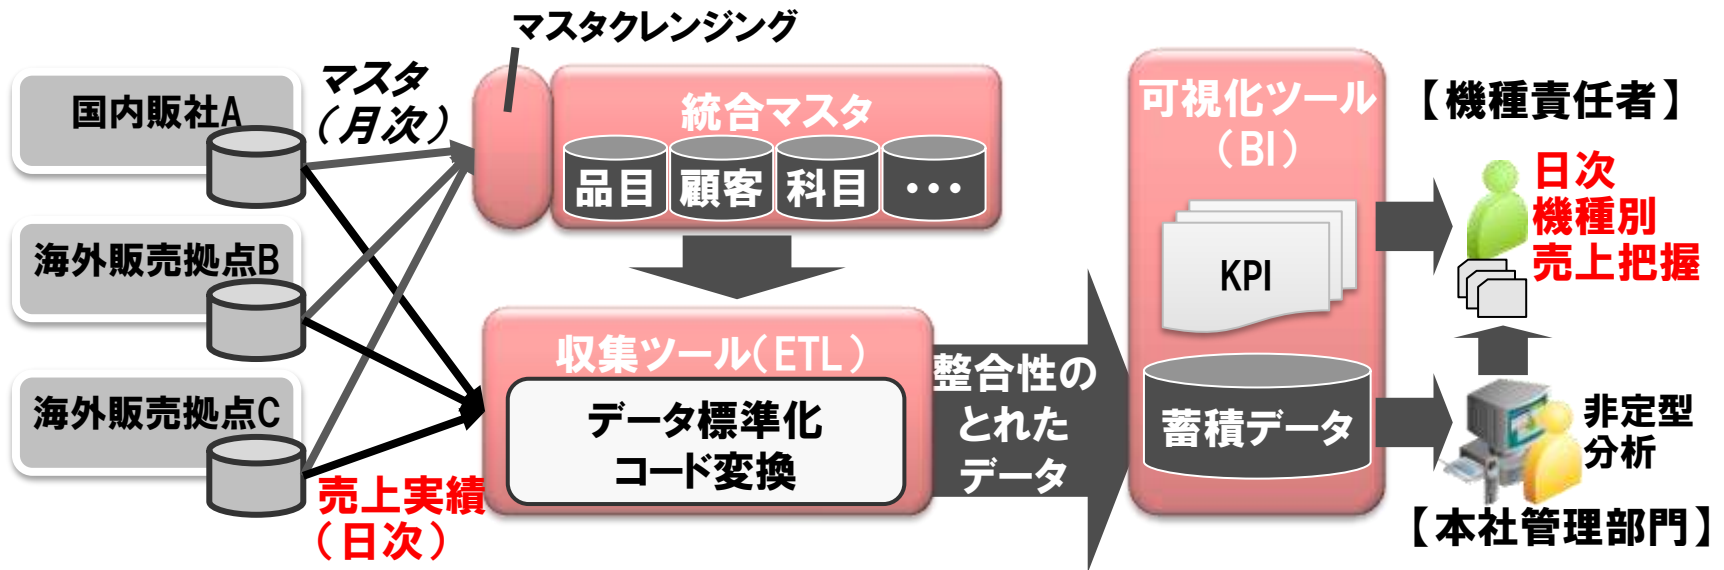 マスタクレンジング
国内販社A
マスタ
（月次）
統合マスタ
品目
顧客
科目
・・・
海外販売拠点B
海外販売拠点C
売上実績
（日次）
収集ツール（ETL）
データ標準化
コード変換
整合性の
とれた
データ
可視化ツール
（BI）
KPI
蓄積データ
【機種責任者】
日次
機種別
売上把握
非定型
分析
【本社管理部門】